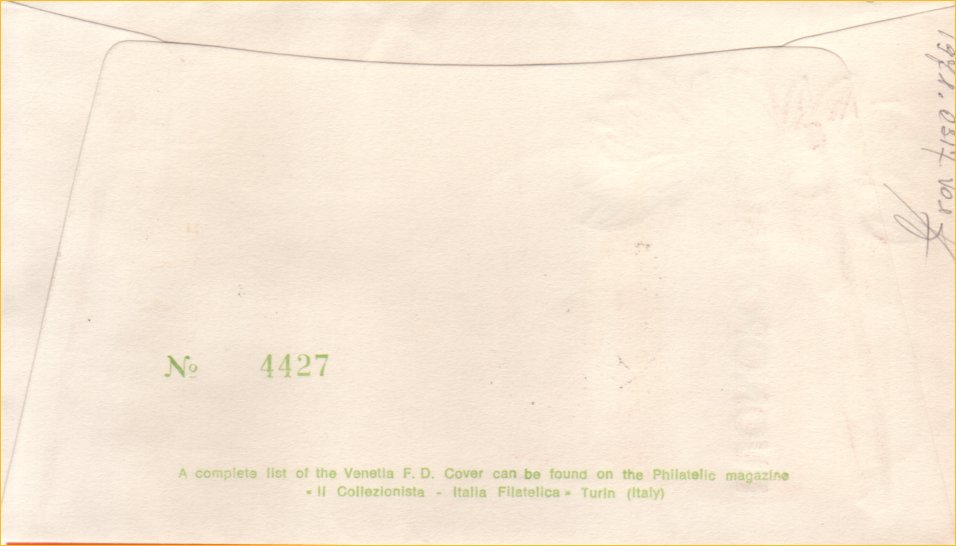 № 4427
A complete list of the Venetia F. D. Cover can be found on the Philatelic magazine
« Il Collezionista - Italia Filatelica » Turin (Italy)